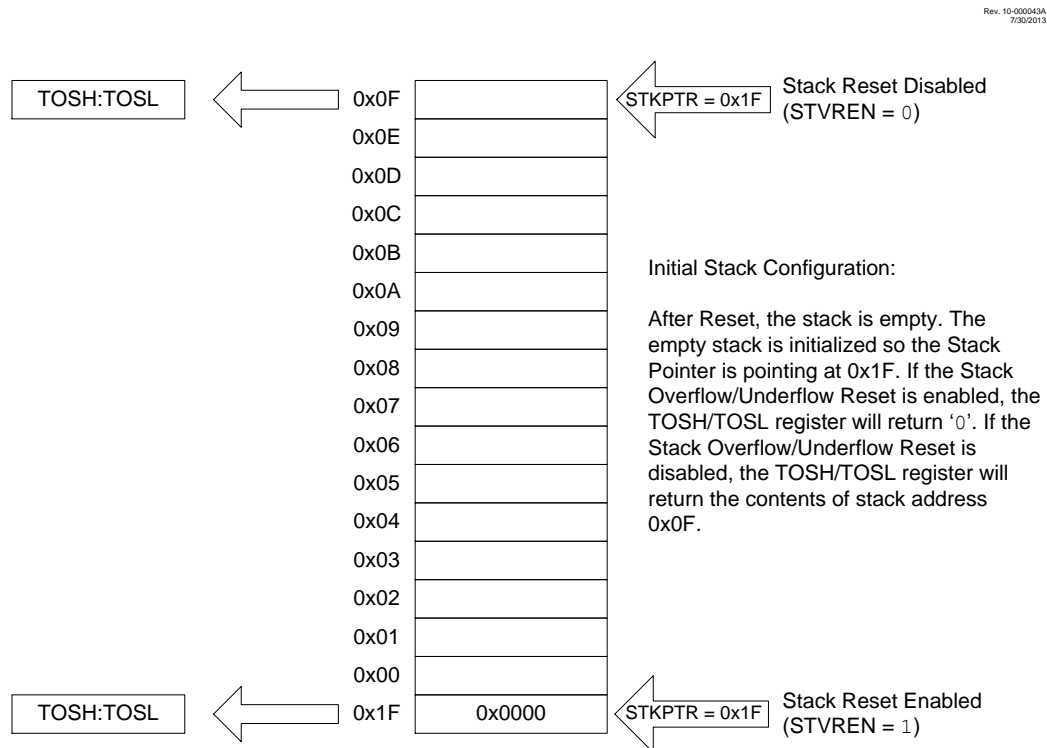 Rev. 10-000043A
7/30/2013
TOSH:TOSL
0x0F
STKPTR = 0x1F
Stack Reset Disabled
(STVREN = 0)
0x0E
0x0D
0x0C
0x0B
0x0A
0x09
0x08
0x07
0x06
0x05
0x04
0x03
0x02
0x01
0x00
Initial Stack Configuration:
After Reset, the stack is empty. The
empty stack is initialized so the Stack
Pointer is pointing at 0x1F. If the Stack
Overflow/Underflow Reset is enabled, the
TOSH/TOSL register will return ‘0’. If the
Stack Overflow/Underflow Reset is
disabled, the TOSH/TOSL register will
return the contents of stack address
0x0F.
TOSH:TOSL
0x1F
0x0000
STKPTR = 0x1F
Stack Reset Enabled
(STVREN = 1)